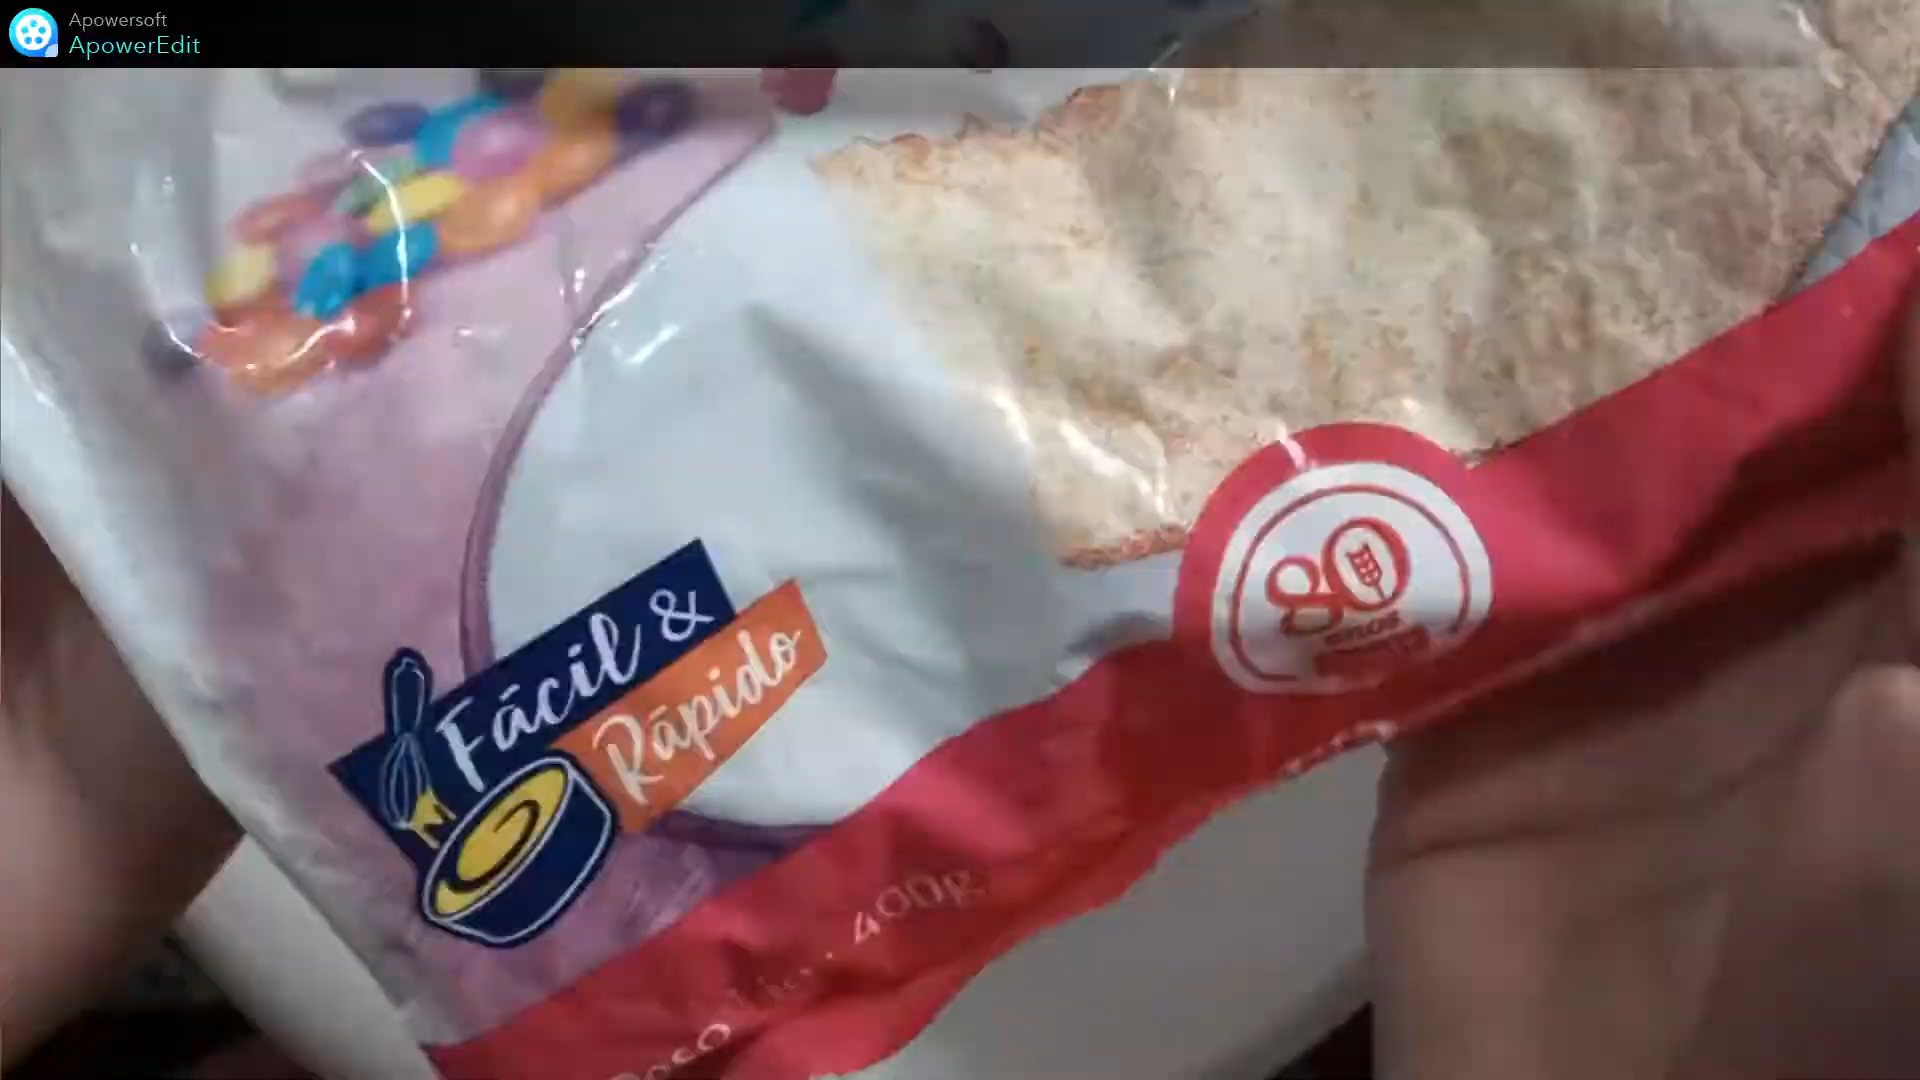 Apowersoft
ApowerEdit
Fácil &
Rápido
80
anos
400g